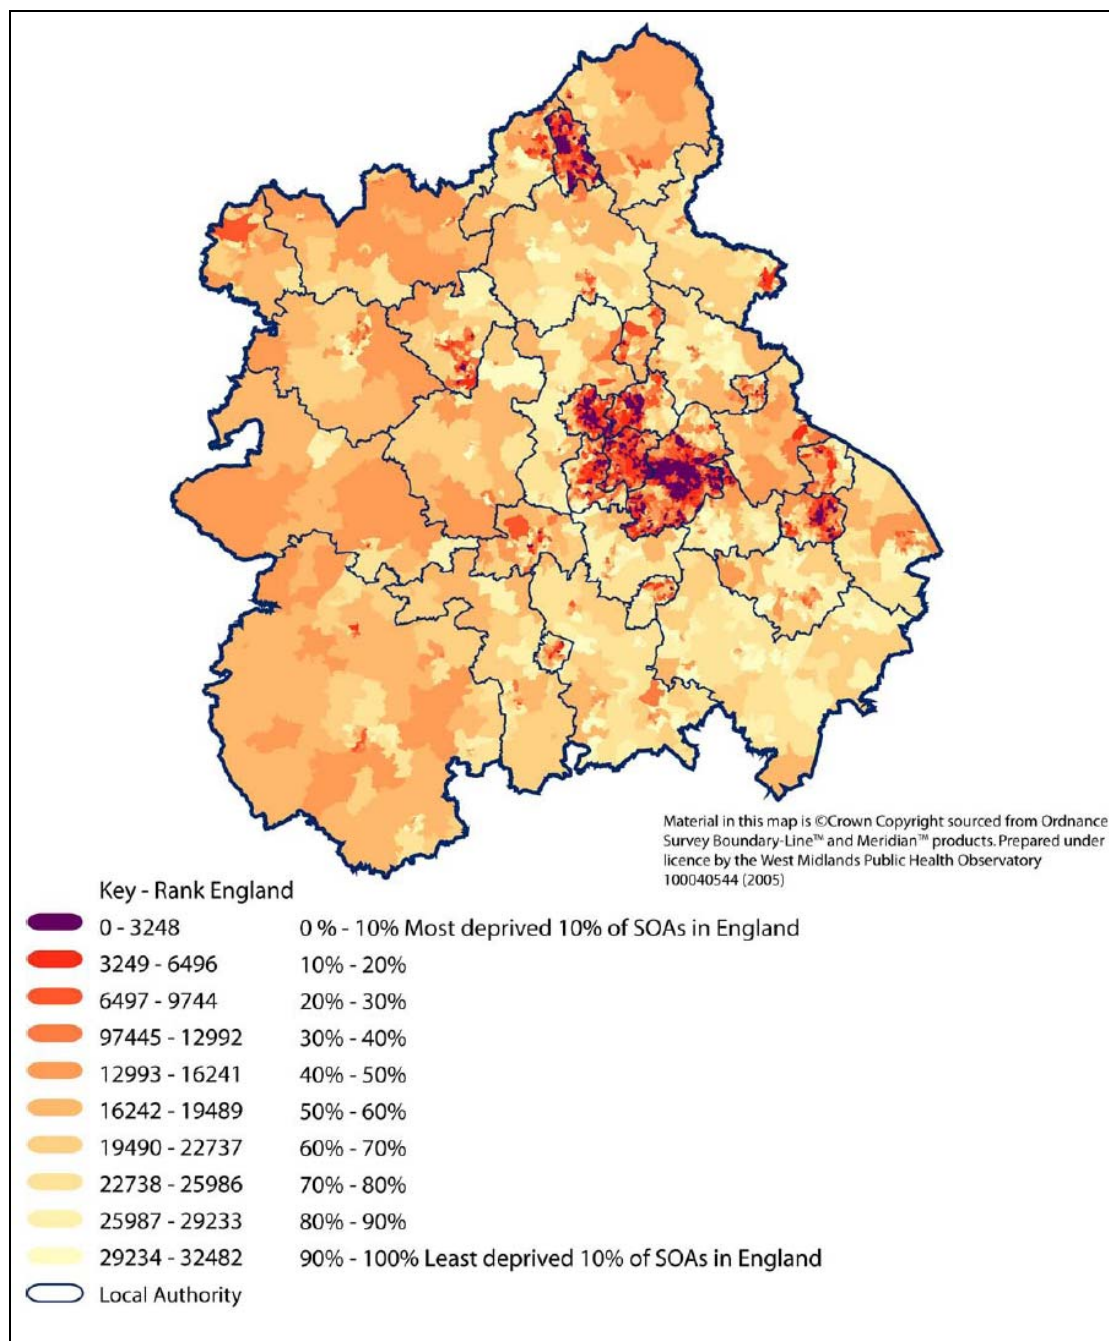 Material in this map is ©Crown Copyright sourced from Ordnance
Survey Boundary-Line™ and Meridian™ products. Prepared under
licence by the West Midlands Public Health Observatory
100040544 (2005)
Key - Rank England
0 - 3248 0 % - 10% Most deprived 10% of SOAs in England
3249 - 6496 10% - 20%
6497 - 9744 20% - 30%
97445 - 12992 30% - 40%
12993 - 16241 40% - 50%
16242 - 19489 50% - 60%
19490 - 22737 60% - 70%
22738 - 25986 70% - 80%
25987 - 29233 80% - 90%
29234 - 32482 90% - 100% Least deprived 10% of SOAs in England
Local Authority